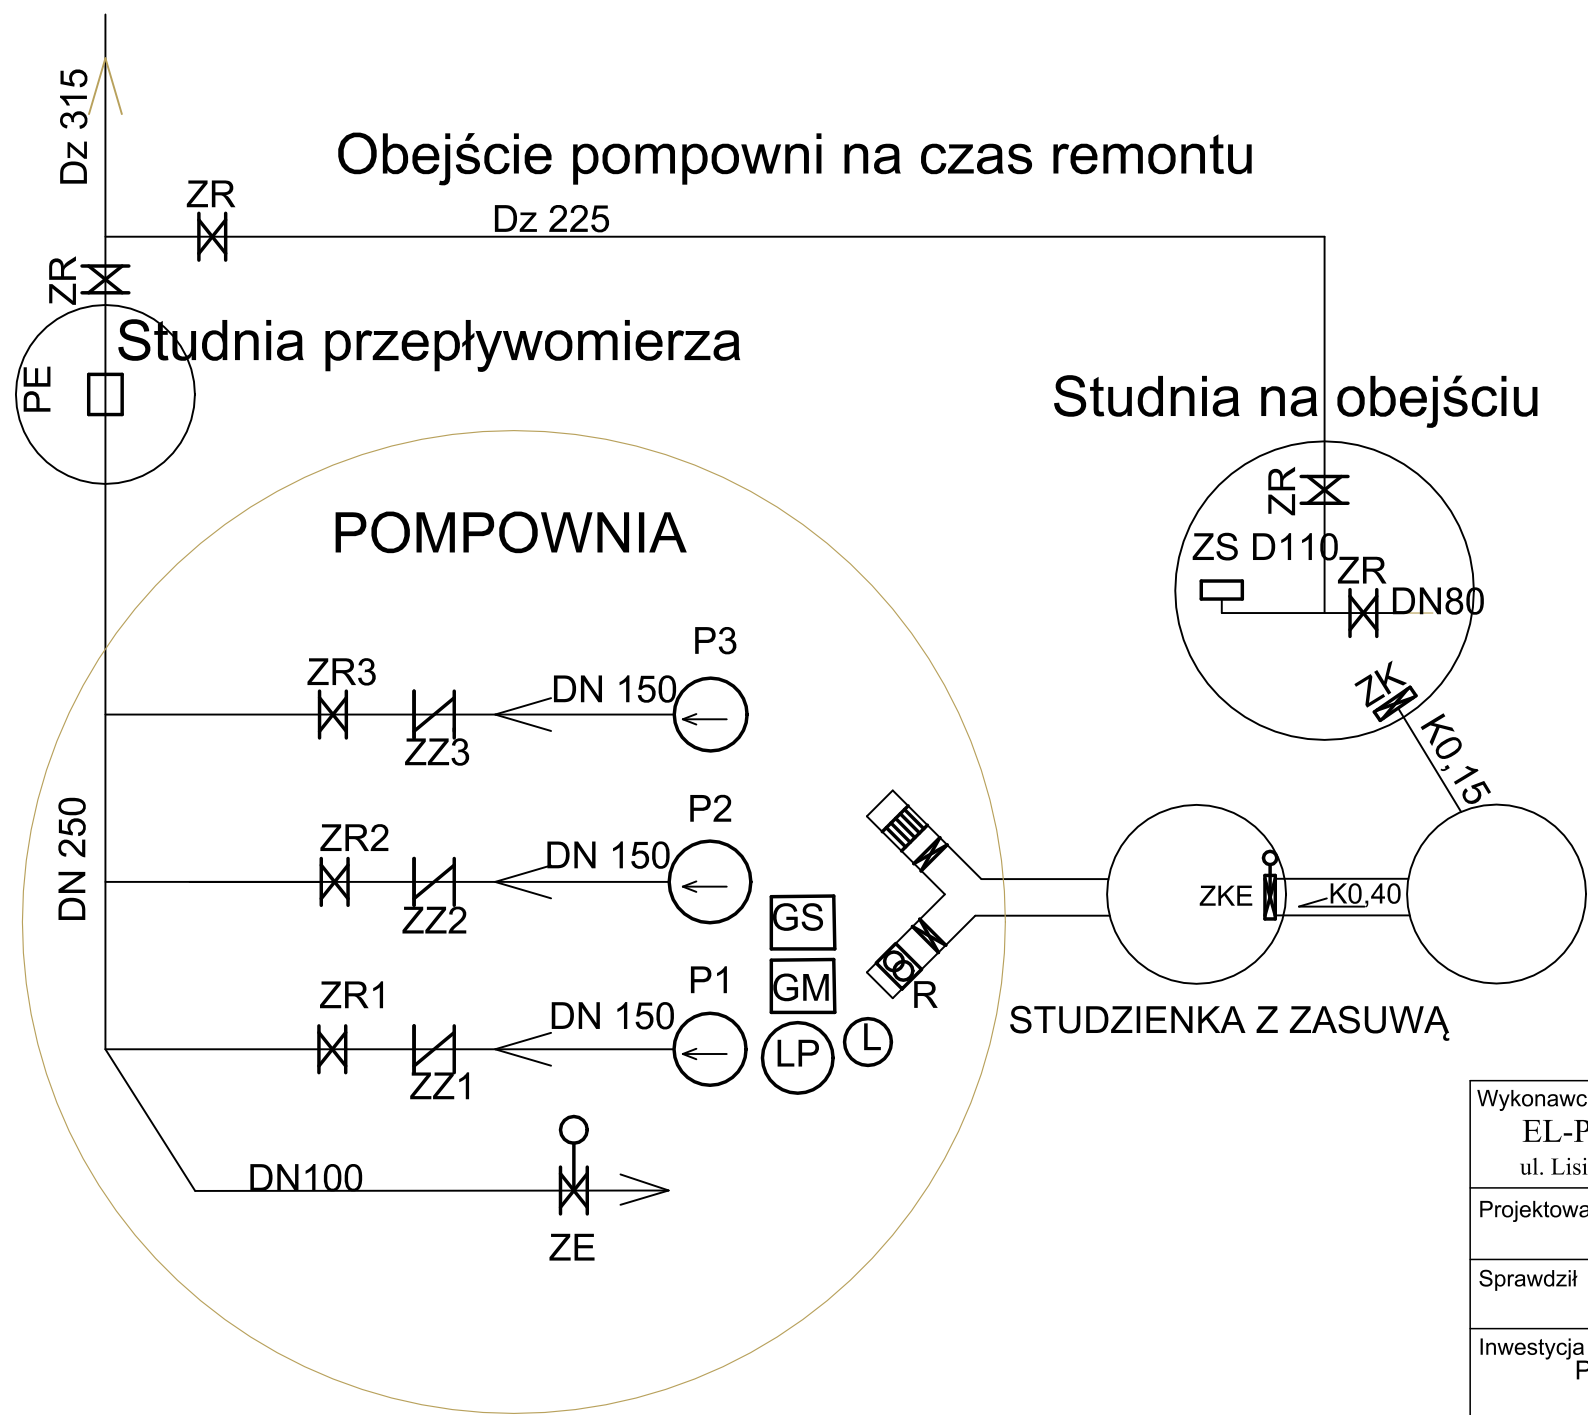 Dz 315
Obejście pompowni na czas remontu
ZR
Dz 225
ZR
Studnia przepływomierza
PE
Studnia na obejściu
ZR
POMPOWNIA
ZS D110
ZR
DN80
P3
ZR3
DN 150
ZZ3
ZK
K0,15
P2
ZR2
DN 150
DN 250
ZZ2
GS
ZKE
K0,40
P1
GM
ZR1
R
DN 150
STUDZIENKA Z ZASUWĄ
LP
L
ZZ1
DN100
ZE
Wykonawc
EL-P
ul. Lisi
Projektowa
Sprawdził
Inwestycja
P